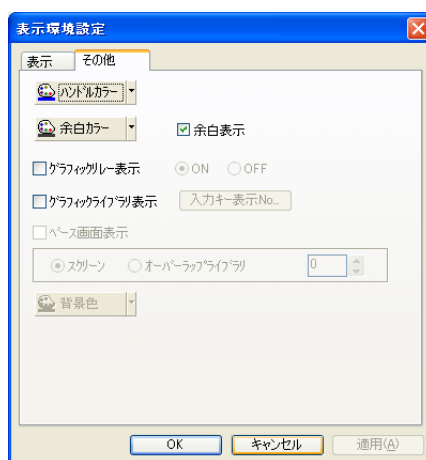 表示環境設定
表示 その他
ﾊﾝﾄﾞﾙｶﾗｰ
余白ｶﾗｰ 余白表示
ｸﾞﾗﾌｨｯｸﾘﾚｰ表示 ON OFF
ｸﾞﾗﾌｨｯｸﾗｲﾌﾞﾗﾘ表示 入力キー表示No...
ﾍﾞｰｽ画面表示
ｽｸﾘｰﾝ ｵｰﾊﾞｰﾗｯﾌﾟﾗｲﾌﾞﾗﾘ 0
背景色
OK キャンセル 適用(A)